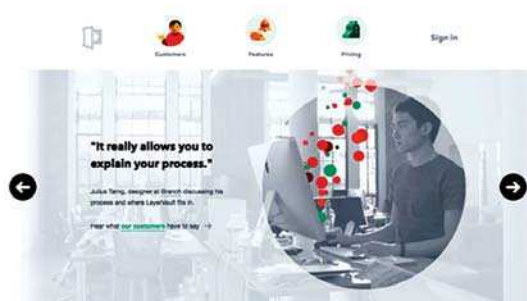 Customers
Features
Pricing
Sign in
"It really allows you to
explain your process."
Julius Tarng, designer at Branch discussing his
process and where LayerVault fits in.
Hear what our customers have to say →